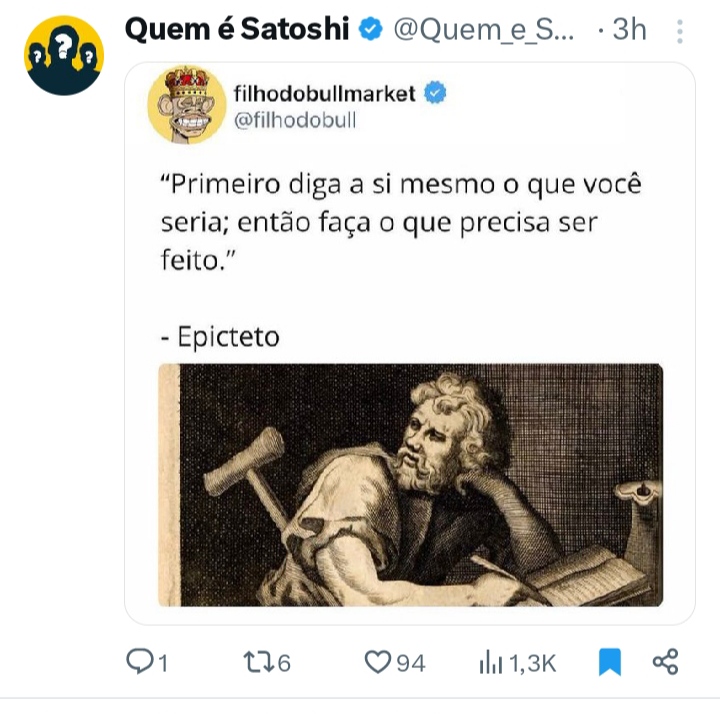 Quem é Satoshi @Quem_e_S... · 3h
filhodobullmarket
@filhodobull
“Primeiro diga a si mesmo o que você
seria; então faça o que precisa ser
feito.”
- Epicteto
1 6 94 1,3K